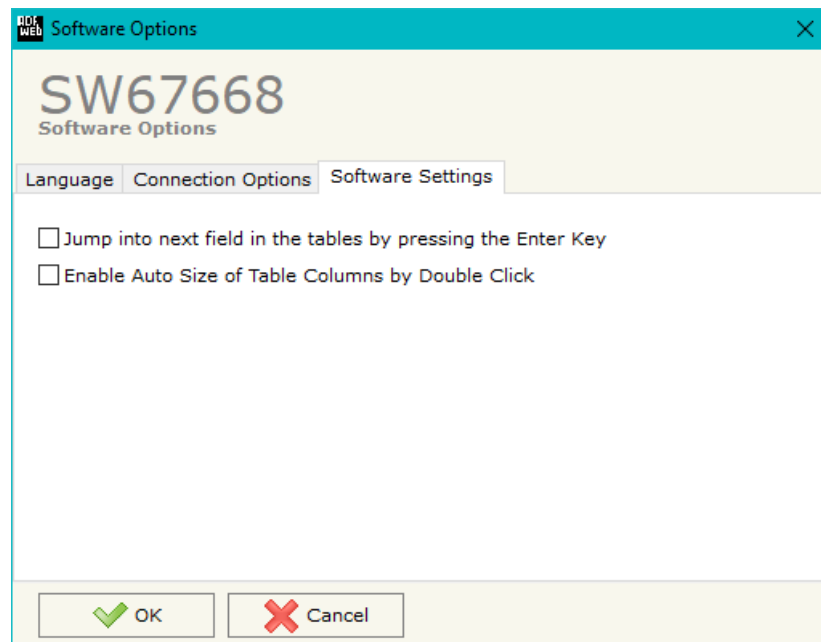 ADF
WEB Software Options
SW67668
Software Options
Language Connection Options Software Settings
Jump into next field in the tables by pressing the Enter Key
Enable Auto Size of Table Columns by Double Click
OK Cancel